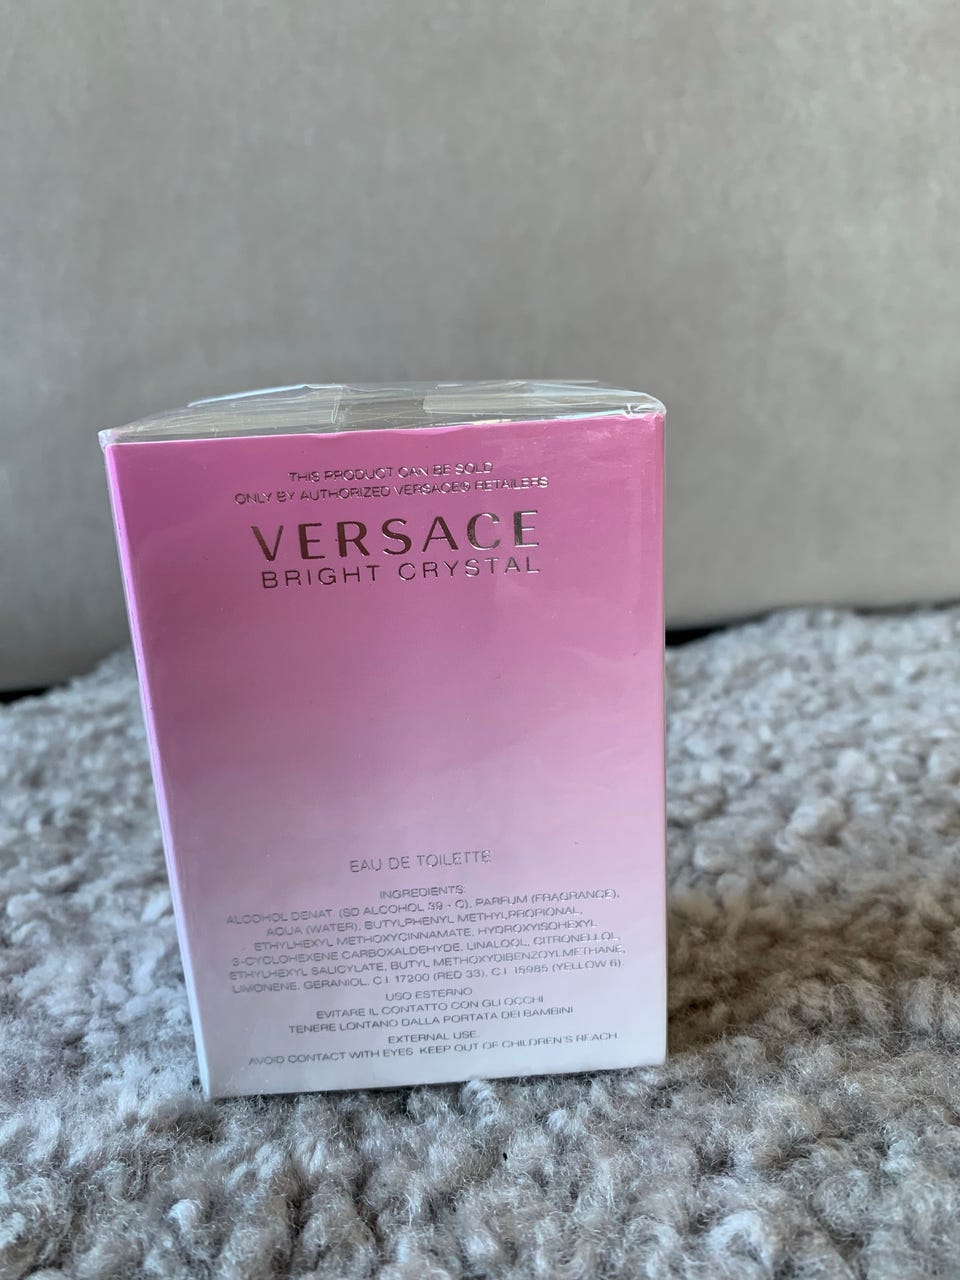 THIS PRODUCT CAN BE SOLD
ONLY BY AUTHORIZED VERSACE® RETAILERS
VERSACE
BRIGHT CRYSTAL
EAU DE TOILETTE
INGREDIENTS:
ALCOHOL DENAT. (SD ALCOHOL 39 - C), PARFUM (FRAGRANCE),
AQUA (WATER), BUTYLPHENYL METHYLPROPIONAL,
ETHYLHEXYL METHOXYCINNAMATE, HYDROXYISOHEXYL
3-CYCLOHEXENE CARBOXALDEHYDE, LINALOOL, CITRONELLOL,
ETHYLHEXYL SALICYLATE, BUTYL METHOXYDIBENZOYLMETHANE,
LIMONENE, GERANIOL, C.I. 17200 (RED 33), C.I. 15985 (YELLOW 6).
USO ESTERNO
EVITARE IL CONTATTO CON GLI OCCHI
TENERE LONTANO DALLA PORTATA DEI BAMBINI
EXTERNAL USE.
AVOID CONTACT WITH EYES. KEEP OUT OF CHILDREN'S REACH.